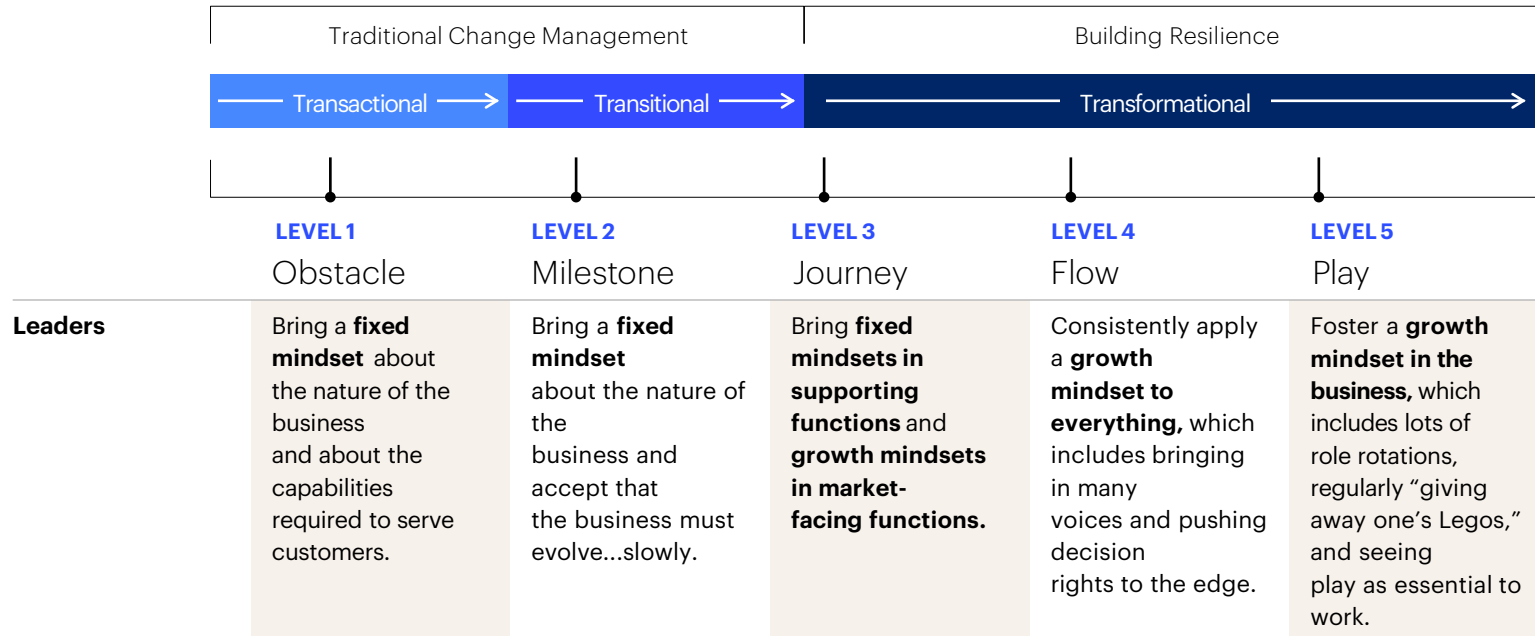 Traditional Change Management
Building Resilience
Transactional
Transitional
Transformational
LEVEL 1
Obstacle
LEVEL 2
Milestone
LEVEL 3
Journey
LEVEL 4
Flow
LEVEL 5
Play
Leaders
Bring a fixed
mindset about
the nature of the
business
and about the
capabilities
required to serve
customers.
Bring a fixed
mindset
about the nature of
the
business and
accept that
the business must
evolve...slowly.
Bring fixed
mindsets in
supporting
functions and
growth mindsets
in market-
facing functions.
Consistently apply
a growth
mindset to
everything, which
includes bringing
in many
voices and pushing
decision
rights to the edge.
Foster a growth
mindset in the
business, which
includes lots of
role rotations,
regularly “giving
away one’s Legos,”
and seeing
play as essential to
work.